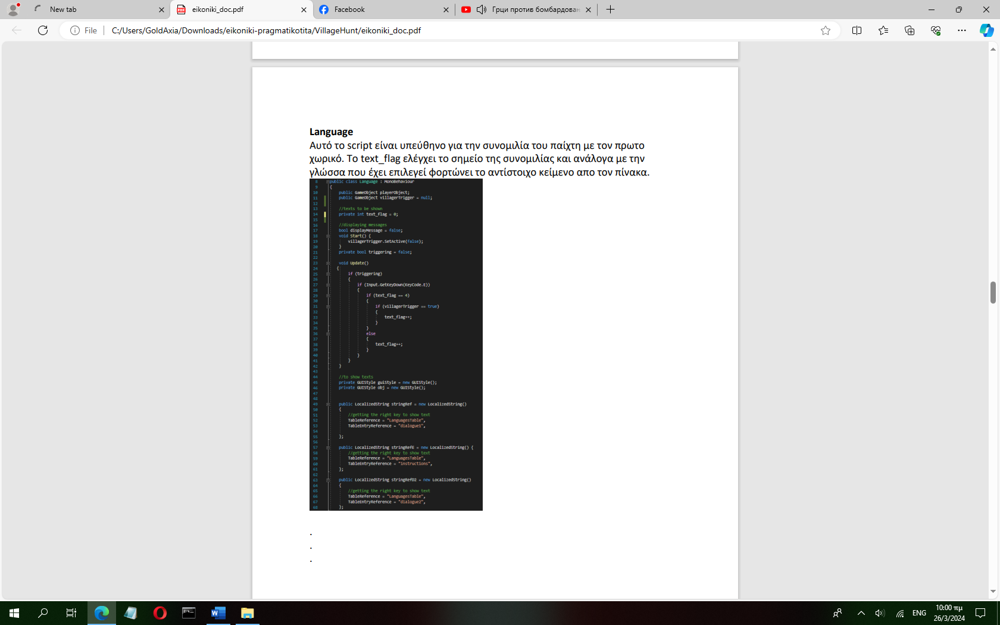 New tab
eikoniki_doc.pdf
Facebook
Грци против бомбардован
File
C:/Users/GoldAxia/Downloads/eikoniki-pragmatikotita/VillageHunt/eikoniki_doc.pdf
Language
Αυτό το script είναι υπεύθηνο για την συνομιλία του παίχτη με τον πρωτο
χωρικό. Το text_flag ελέγχει το σημείο της συνομιλίας και ανάλογα με την
γλώσσα που έχει επιλεγεί φορτώνει το αντίστοιχο κείμενο απο τον πίνακα.
8 public class Language : MonoBehaviour
9 {
10 public GameObject playerObject;
11 public GameObject villagerTrigger = null;
12
13 //texts to be shown
14 private int text_flag = 0;
15
16 //displaying messages
17 bool displayMessage = false;
18 void Start() {
19 villagerTrigger.SetActive(false);
20 }
21 private bool triggering = false;
22
23 void Update()
24 {
25 if (triggering)
26 {
27 if (Input.GetKeyDown(KeyCode.E))
28 {
29 if (text_flag == 4)
30 {
31 if (villagerTrigger == true)
32 {
33 text_flag++;
34 }
35 }
36 else
37 {
38 text_flag++;
39 }
40 }
41 }
42 }
43
44 //to show texts
45 private GUIStyle guiStyle = new GUIStyle();
46 private GUIStyle obj = new GUIStyle();
47
48
49 public LocalizedString stringRef = new LocalizedString()
50 {
51 //getting the right key to show text
52 TableReference = "LanguagesTable",
53 TableEntryReference = "dialogue1",
54
55 };
56
57 public LocalizedString stringRefE = new LocalizedString() {
58 //getting the right key to show text
59 TableReference = "LanguagesTable",
60 TableEntryReference = "instructions",
61 };
62
63 public LocalizedString stringRefD2 = new LocalizedString()
64 {
65 //getting the right key to show text
66 TableReference = "LanguagesTable",
67 TableEntryReference = "dialogue2",
68 };
.
.
.
ENG
10:00 πμ
26/3/2024